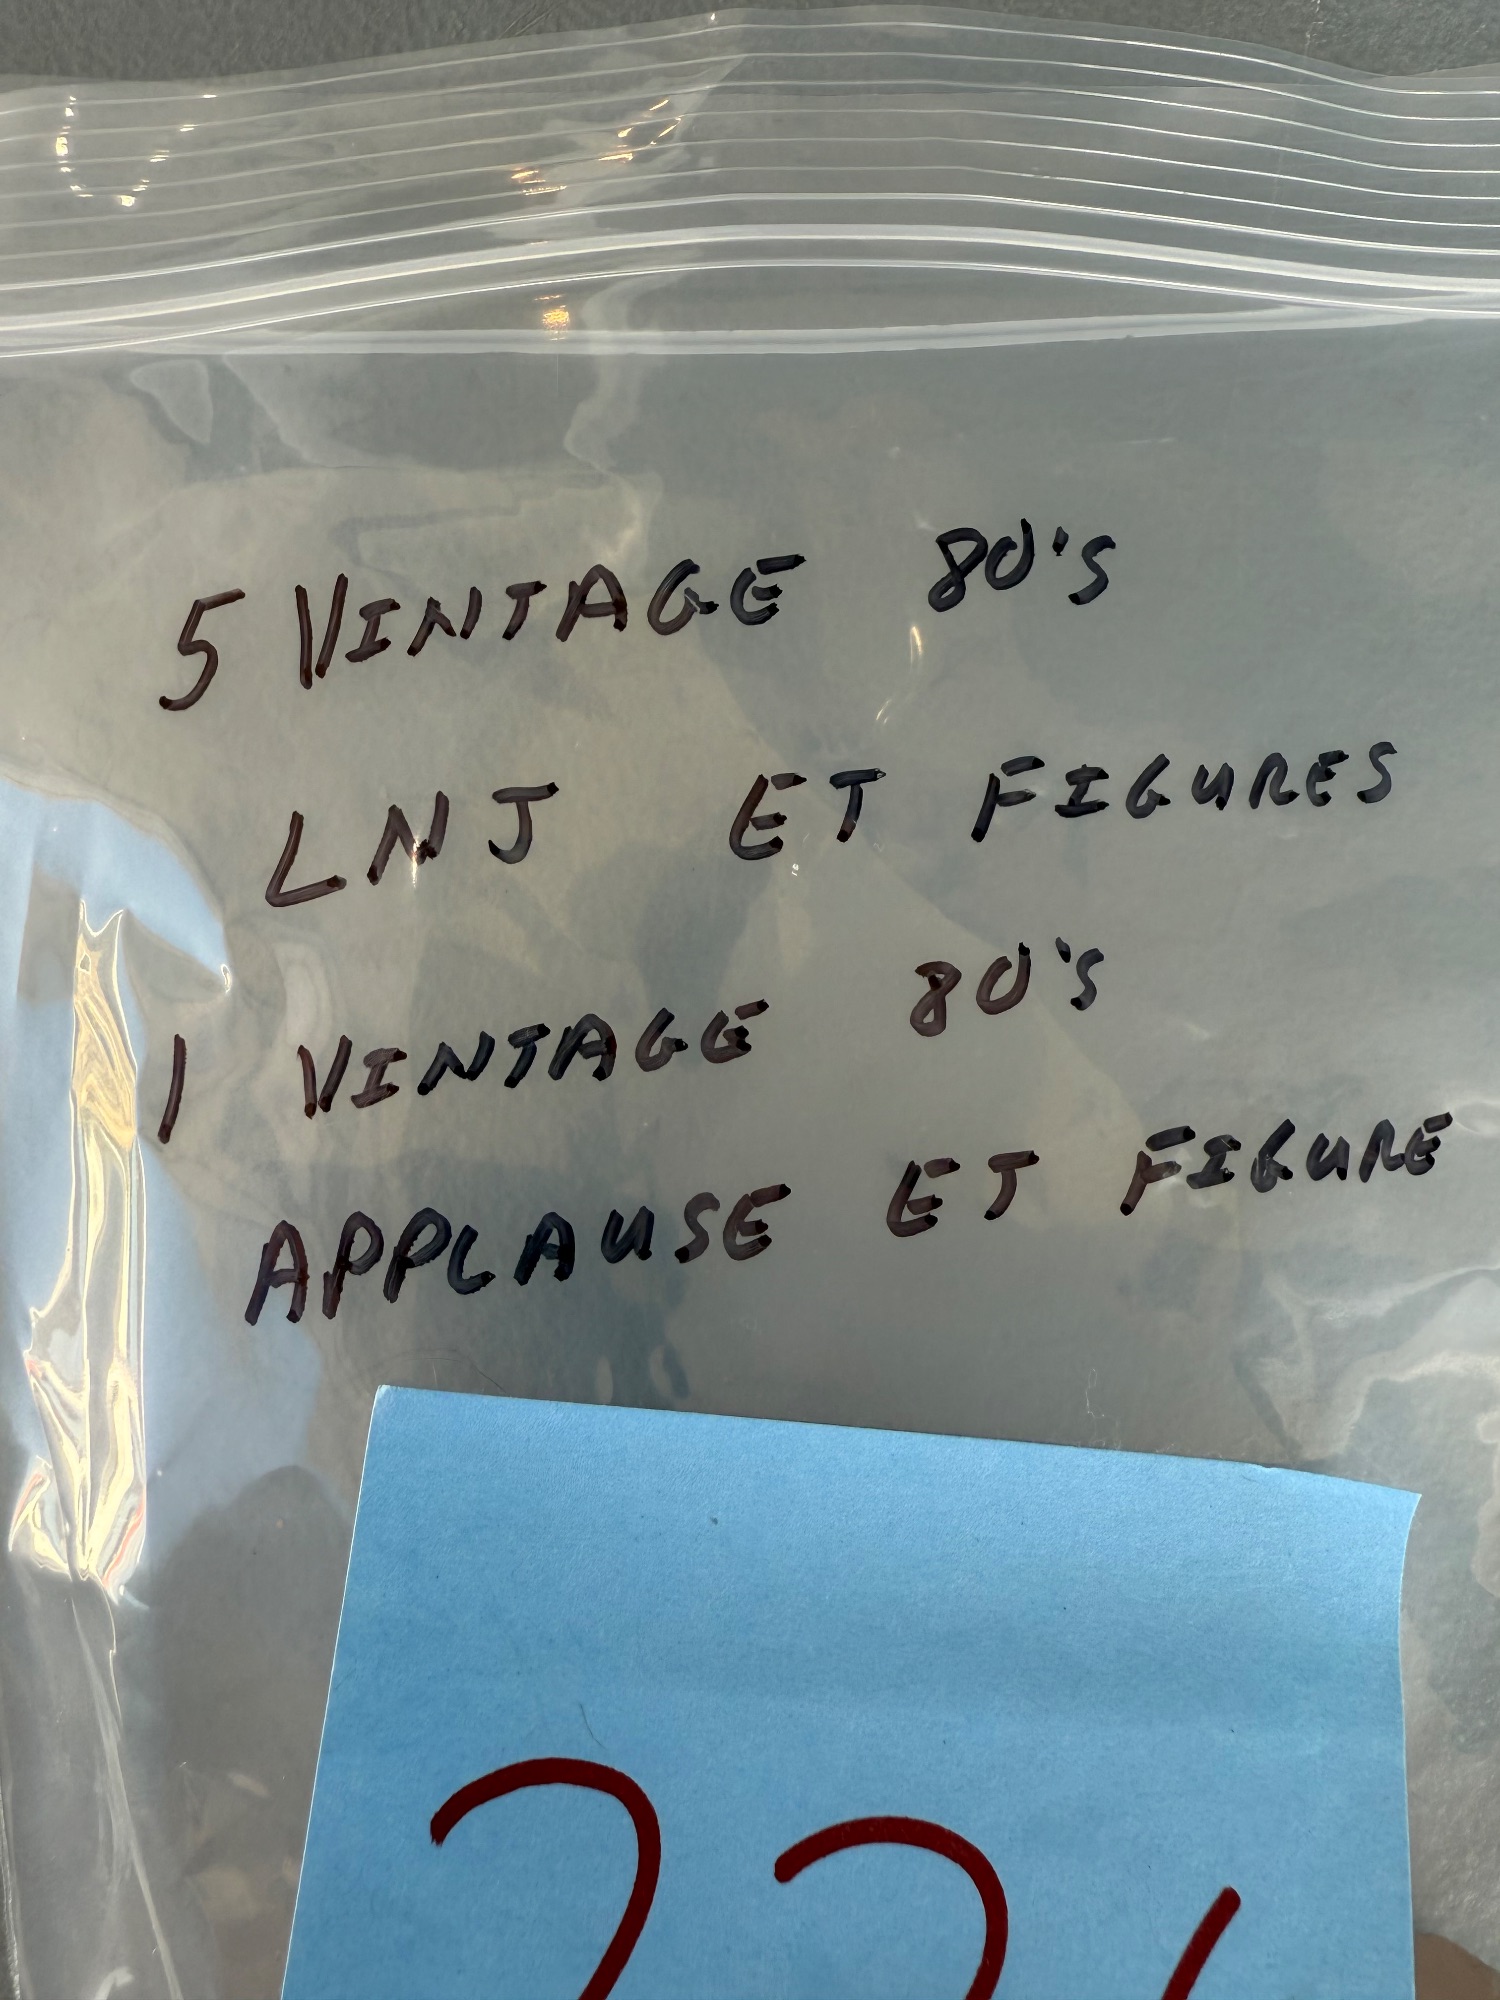 5 VINTAGE 80's
LNJ ET FIGURES
1 VINTAGE 80's
APPLAUSE ET FIGURE